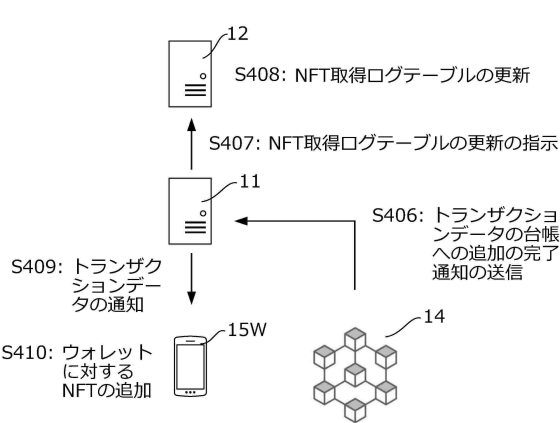 12
S408: NFT取得ログテーブルの更新
S407: NFT取得ログテーブルの更新の指示
11
S406: トランザクショ
ンデータの台帳
への追加の完了
通知の送信
S409: トランザク
ションデー
タの通知
15W
14
S410: ウォレット
に対する
NFTの追加